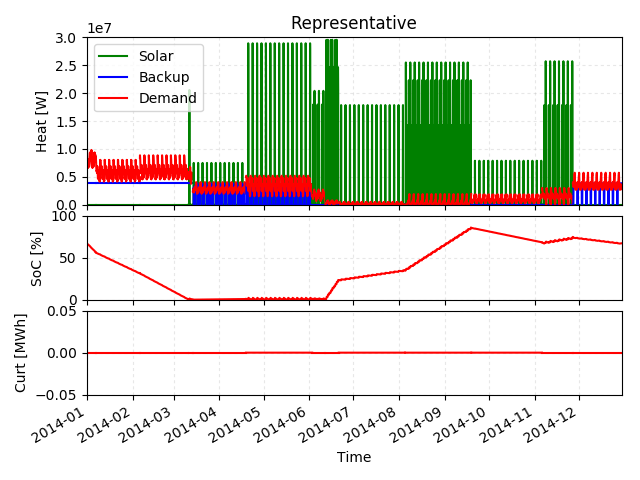 Representative
1e7
Heat [W]
3.0
2.5
2.0
1.5
1.0
0.5
0.0
Solar
Backup
Demand
SoC [%]
100
50
0
Curt [MWh]
0.05
0.00
−0.05
2014-01
2014-02
2014-03
2014-04
2014-05
2014-06
2014-07
2014-08
2014-09
2014-10
2014-11
2014-12
Time